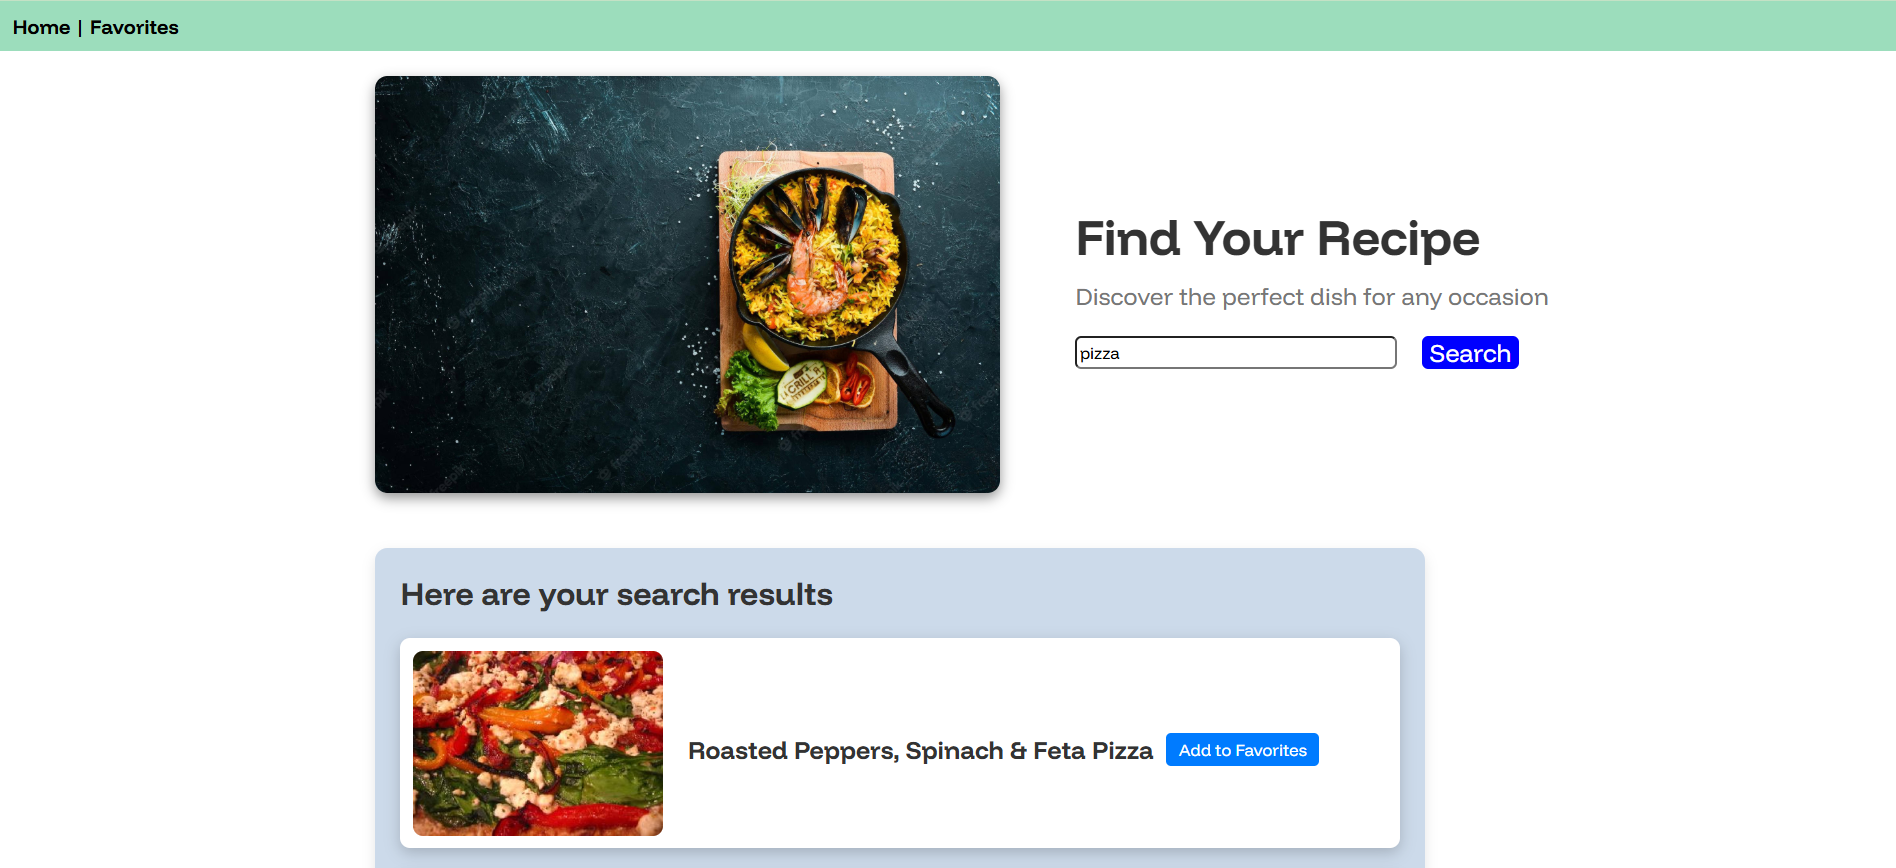 Home | Favorites
Find Your Recipe
Discover the perfect dish for any occasion
pizza
Search
GRILL
Here are your search results
Roasted Peppers, Spinach & Feta Pizza
Add to Favorites